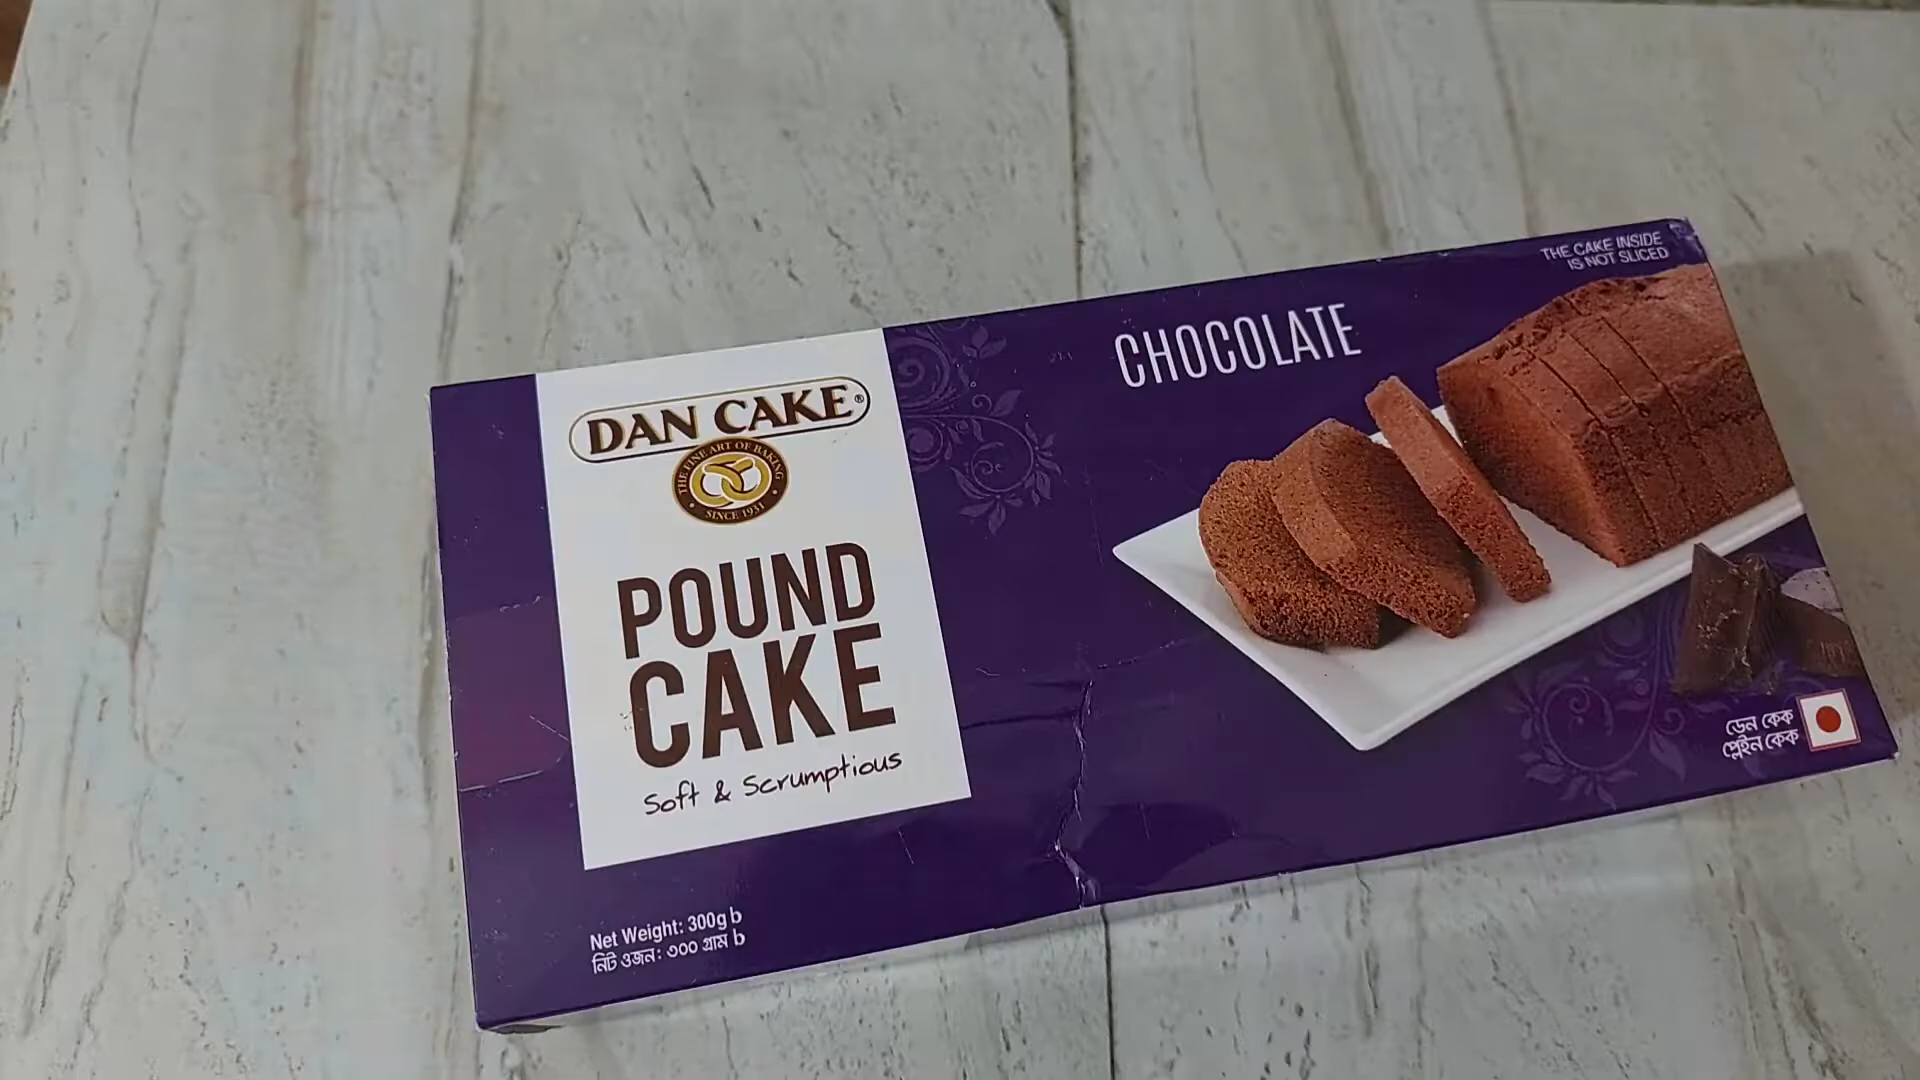 THE CAKE INSIDE
IS NOT SLICED
CHOCOLATE
DAN CAKE®
THE FINE ART OF BAKING
SINCE 1931
POUND
CAKE
Soft & Scrumptious
ডেন কেক
প্লেইন কেক
Net Weight: 300g b
নিট ওজন: ৩০০ গ্রাম b